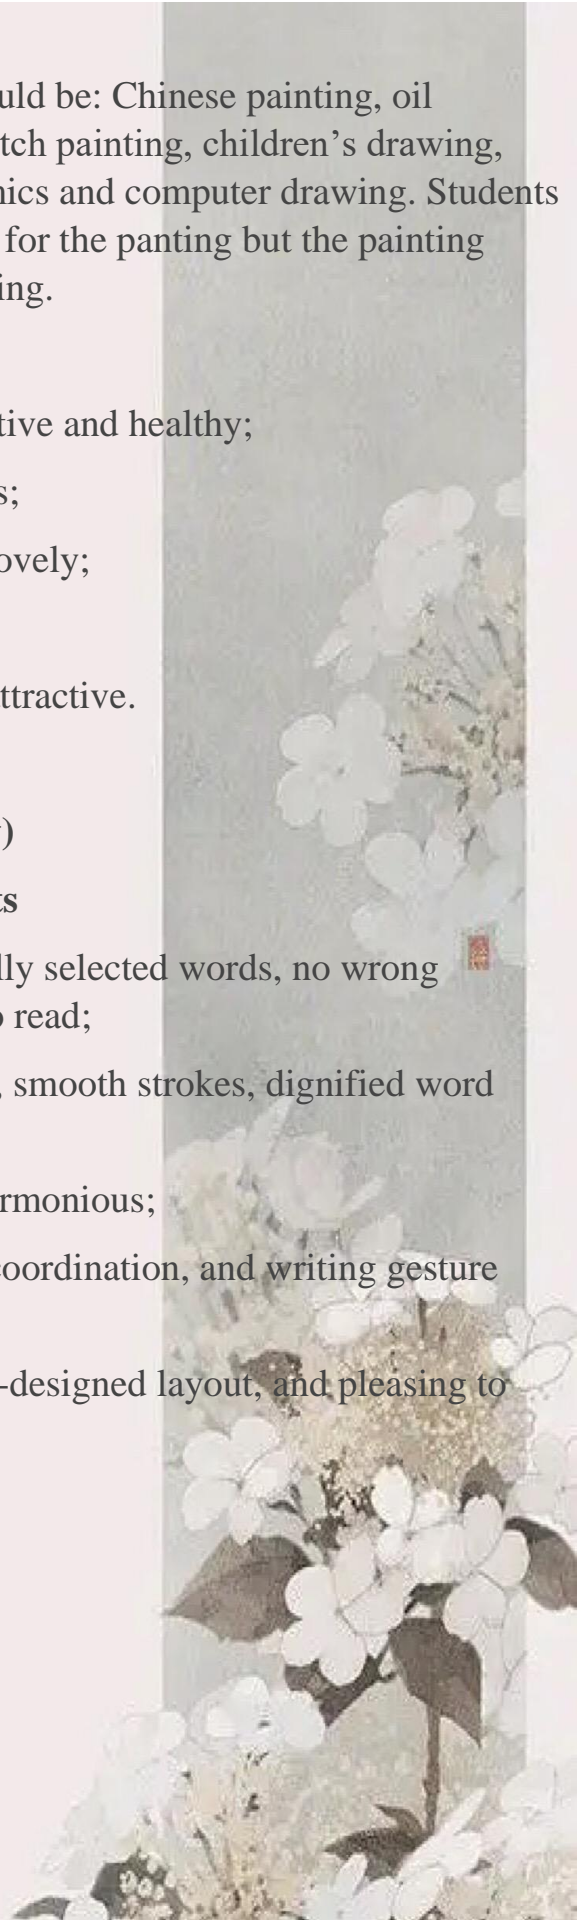 uld be: Chinese painting, oil
tch painting, children’s drawing,
nics and computer drawing. Students
for the panting but the painting
ing.
tive and healthy;
s;
ovely;
ttractive.
)
ts
lly selected words, no wrong
o read;
, smooth strokes, dignified word
rmonious;
coordination, and writing gesture
-designed layout, and pleasing to